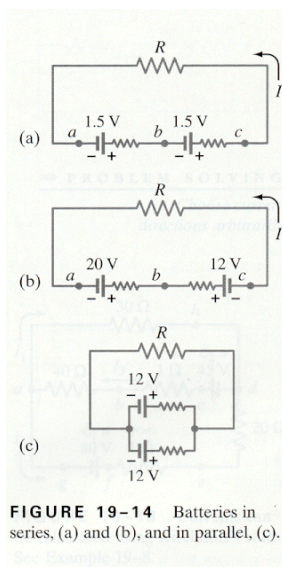 R
I
1.5 V 1.5 V
a b c
(a)
- + - +
R
I
20 V 12 V
a b c
(b)
- + + -
R
12 V
- +
(c)
- +
12 V
FIGURE 19–14 Batteries in
series, (a) and (b), and in parallel, (c).